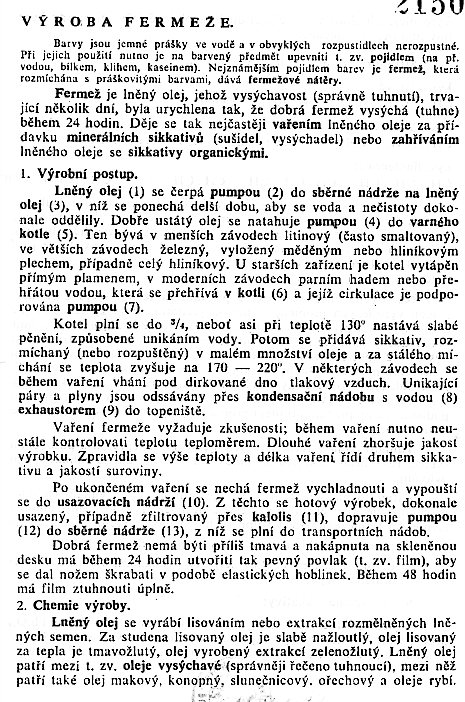 2150
VÝROBA FERMEŽE.
Barvy jsou jemné prášky ve vodě a v obvyklých rozpustidlech nerozpustné.
Při jejich použití nutno je na barvený předmět upevniti t. zv. pojidlem (na př.
vodou, bílkem, klihem, kaseinem). Nejznámějším pojidlem barev je fermež, která
rozmíchána s práškovitými barvami, dává fermežové nátěry.
Fermež je lněný olej, jehož vysýchavost (správně tuhnutí), trva-
jící několik dní, byla urychlena tak, že dobrá fermež vysýchá (tuhne)
během 24 hodin. Děje se tak nejčastěji vařením lněného oleje za pří-
davku minerálních sikkativů (sušidel, vysýchadel) nebo zahříváním
lněného oleje se sikkativy organickými.
1. Výrobní postup.
Lněný olej (1) se čerpá pumpou (2) do sběrné nádrže na lněný
olej (3), v níž se ponechá delší dobu, aby se voda a nečistoty doko-
nale oddělily. Dobře ustátý olej se natahuje pumpou (4) do varného
kotle (5). Ten bývá v menších závodech litinový (často smaltovaný),
ve větších závodech železný, vyložený měděným nebo hliníkovým
plechem, případně celý hliníkový. U starších zařízení je kotel vytápěn
přímým plamenem, v moderních závodech parním hadem nebo pře-
hřátou vodou, která se přehřívá v kotli (6) a jejíž cirkulace je podpo-
rována pumpou (7).
Kotel plní se do ³/₄, neboť asi při teplotě 130° nastává slabé
pěnění, způsobené unikáním vody. Potom se přidává sikkativ, roz-
míchaný (nebo rozpuštěný) v malém množství oleje a za stálého mí-
chání se teplota zvyšuje na 170 — 220°. V některých závodech se
během vaření vhání pod dirkované dno tlakový vzduch. Unikající
páry a plyny jsou odssávány přes kondensační nádobu s vodou (8)
exhaustorem (9) do topeniště.
Vaření fermeže vyžaduje zkušenosti; během vaření nutno neu-
stále kontrolovati teplotu teploměrem. Dlouhé vaření zhoršuje jakost
výrobku. Zpravidla se výše teploty a délka vaření řídí druhem sikka-
tivu a jakostí suroviny.
Po ukončeném vaření se nechá fermež vychladnouti a vypouští
se do usazovacích nádrží (10). Z těchto se hotový výrobek, dokonale
usazený, případně zfiltrovaný přes kalolis (11), dopravuje pumpou
(12) do sběrné nádrže (13), z níž se plní do transportních nádob.
Dobrá fermež nemá býti příliš tmavá a nakápnuta na skleněnou
desku má během 24 hodin utvořiti tak pevný povlak (t. zv. film), aby
se dal nožem škrabati v podobě elastických hoblinek. Během 48 hodin
má film ztuhnouti úplně.
2. Chemie výroby.
Lněný olej se vyrábí lisováním nebo extrakcí rozmělněných lně-
ných semen. Za studena lisovaný olej je slabě nažloutlý, olej lisovaný
za tepla je tmavožlutý, olej vyrobený extrakcí zelenožlutý. Lněný olej
patří mezi t. zv. oleje vysýchavé (správněji řečeno tuhnoucí), mezi něž
patří také olej makový, konopný, slunečnicový, ořechový a oleje rybí.